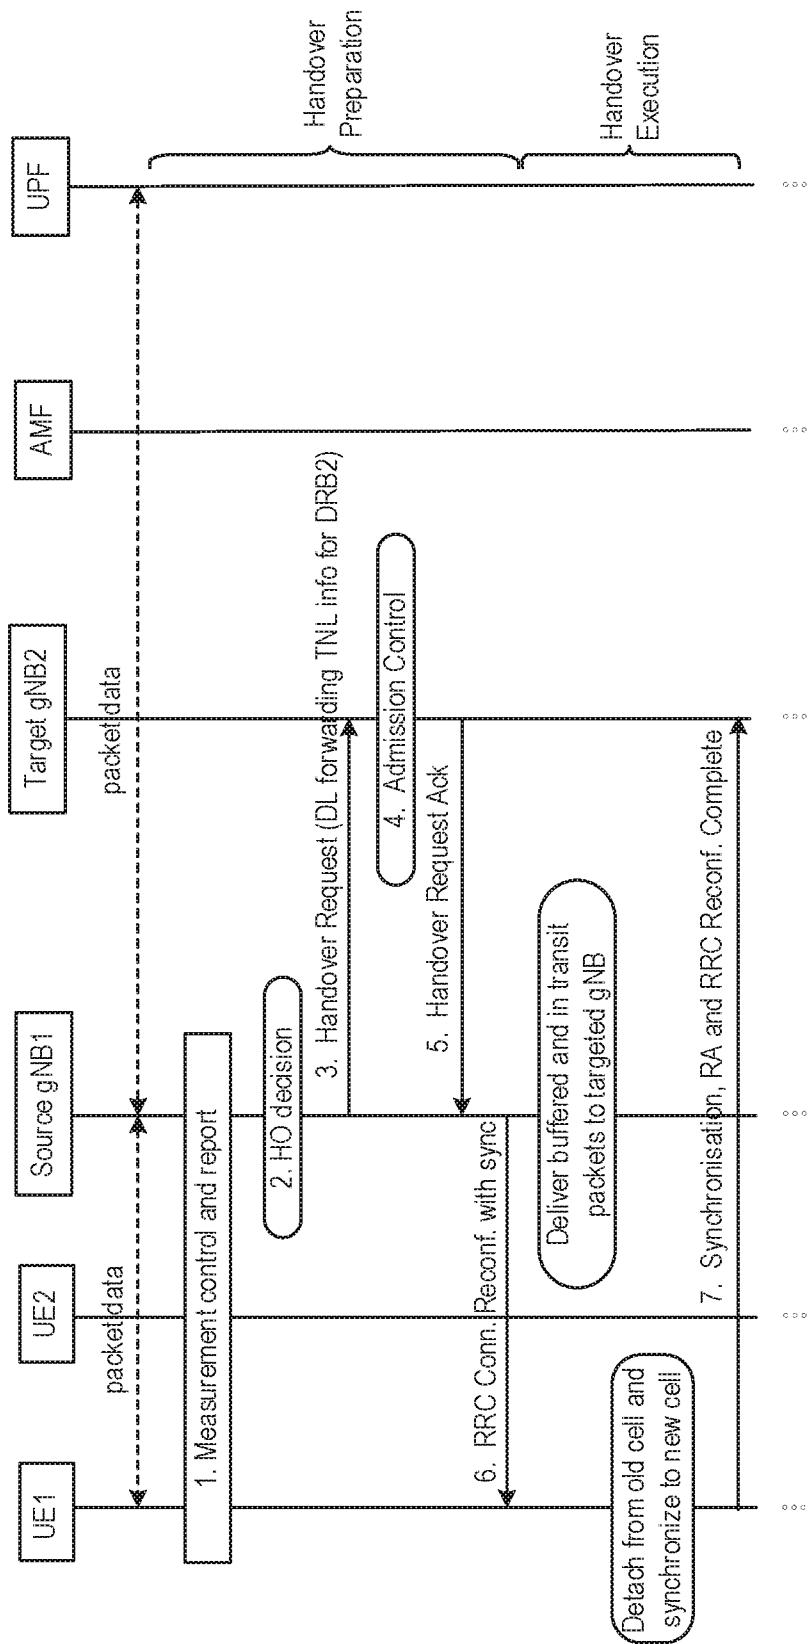 UE1
UE2
Source gNB1
Target gNB2
AMF
UPF
packet data
packet data
1. Measurement control and report
2. HO decision
3. Handover Request (DL forwarding TNL info for DRB2)
4. Admission Control
5. Handover Request Ack
6. RRC Conn. Reconf. with sync
Handover
Preparation
Deliver buffered and in transit
packets to targeted gNB
Detach from old cell and
synchronize to new cell
7. Synchronisation, RA and RRC Reconf. Complete
Handover
Execution